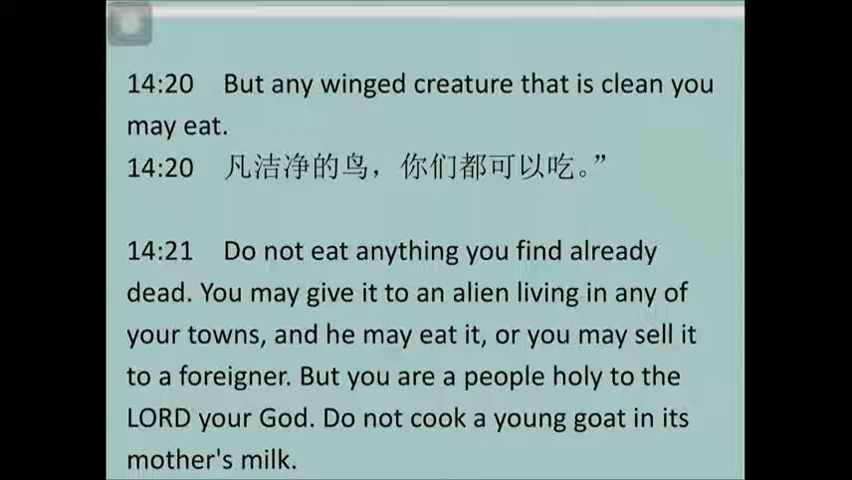 14:20 But any winged creature that is clean you
may eat.
14:20 凡洁净的鸟，你们都可以吃。”
14:21 Do not eat anything you find already
dead. You may give it to an alien living in any of
your towns, and he may eat it, or you may sell it
to a foreigner. But you are a people holy to the
LORD your God. Do not cook a young goat in its
mother's milk.